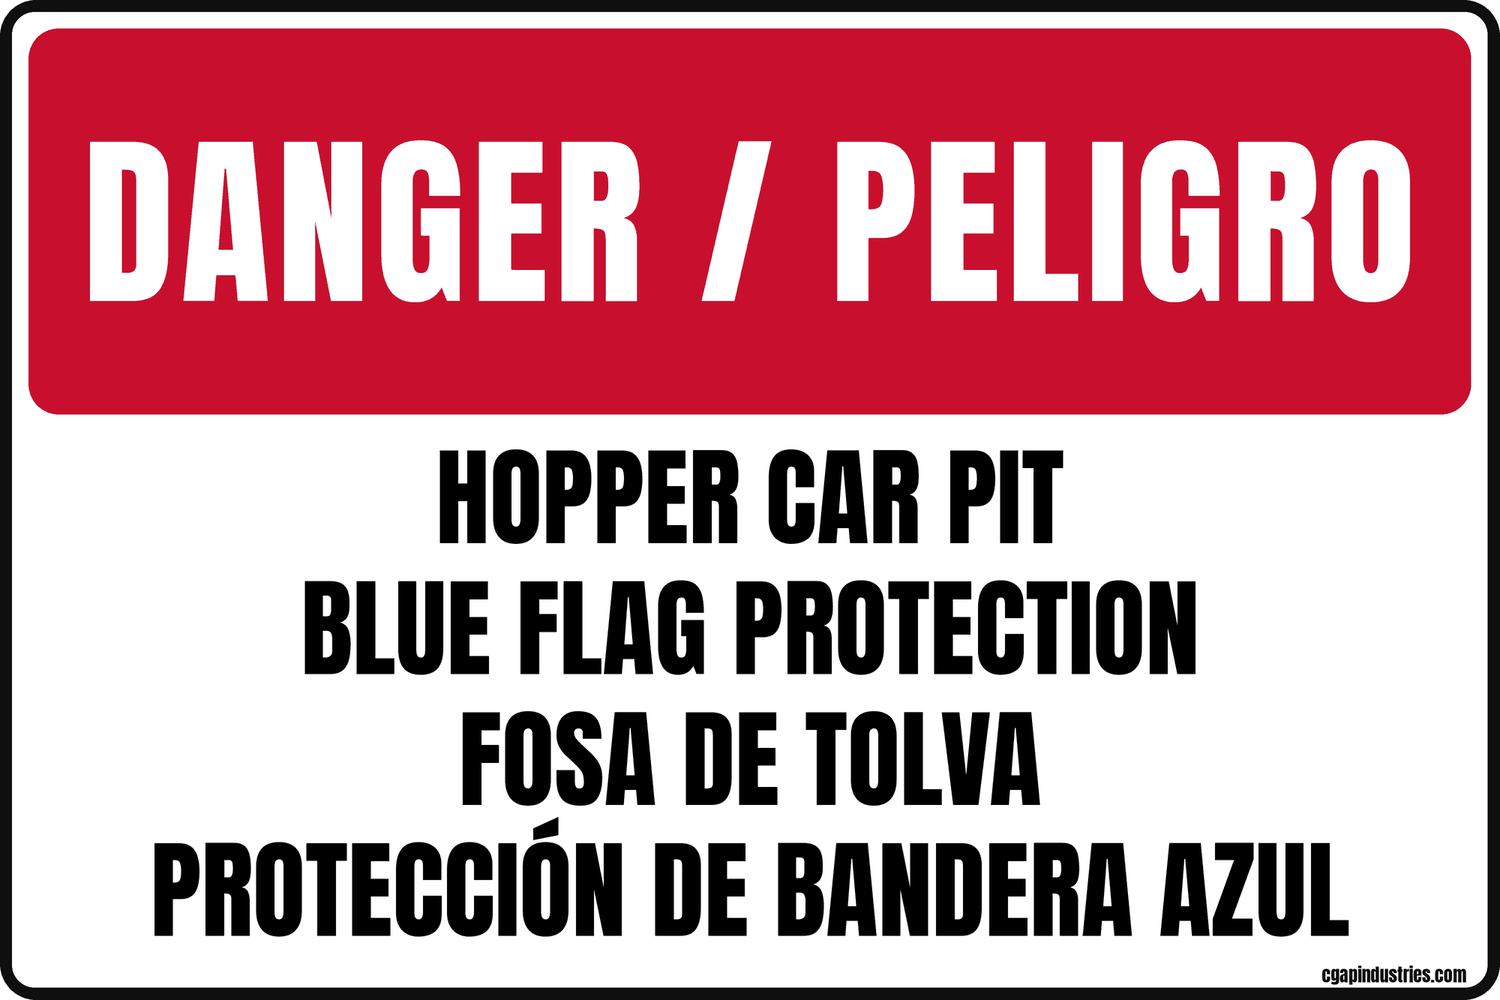 DANGER / PELIGRO
HOPPER CAR PIT
BLUE FLAG PROTECTION
FOSA DE TOLVA
PROTECCIÓN DE BANDERA AZUL
cgapindustries.com